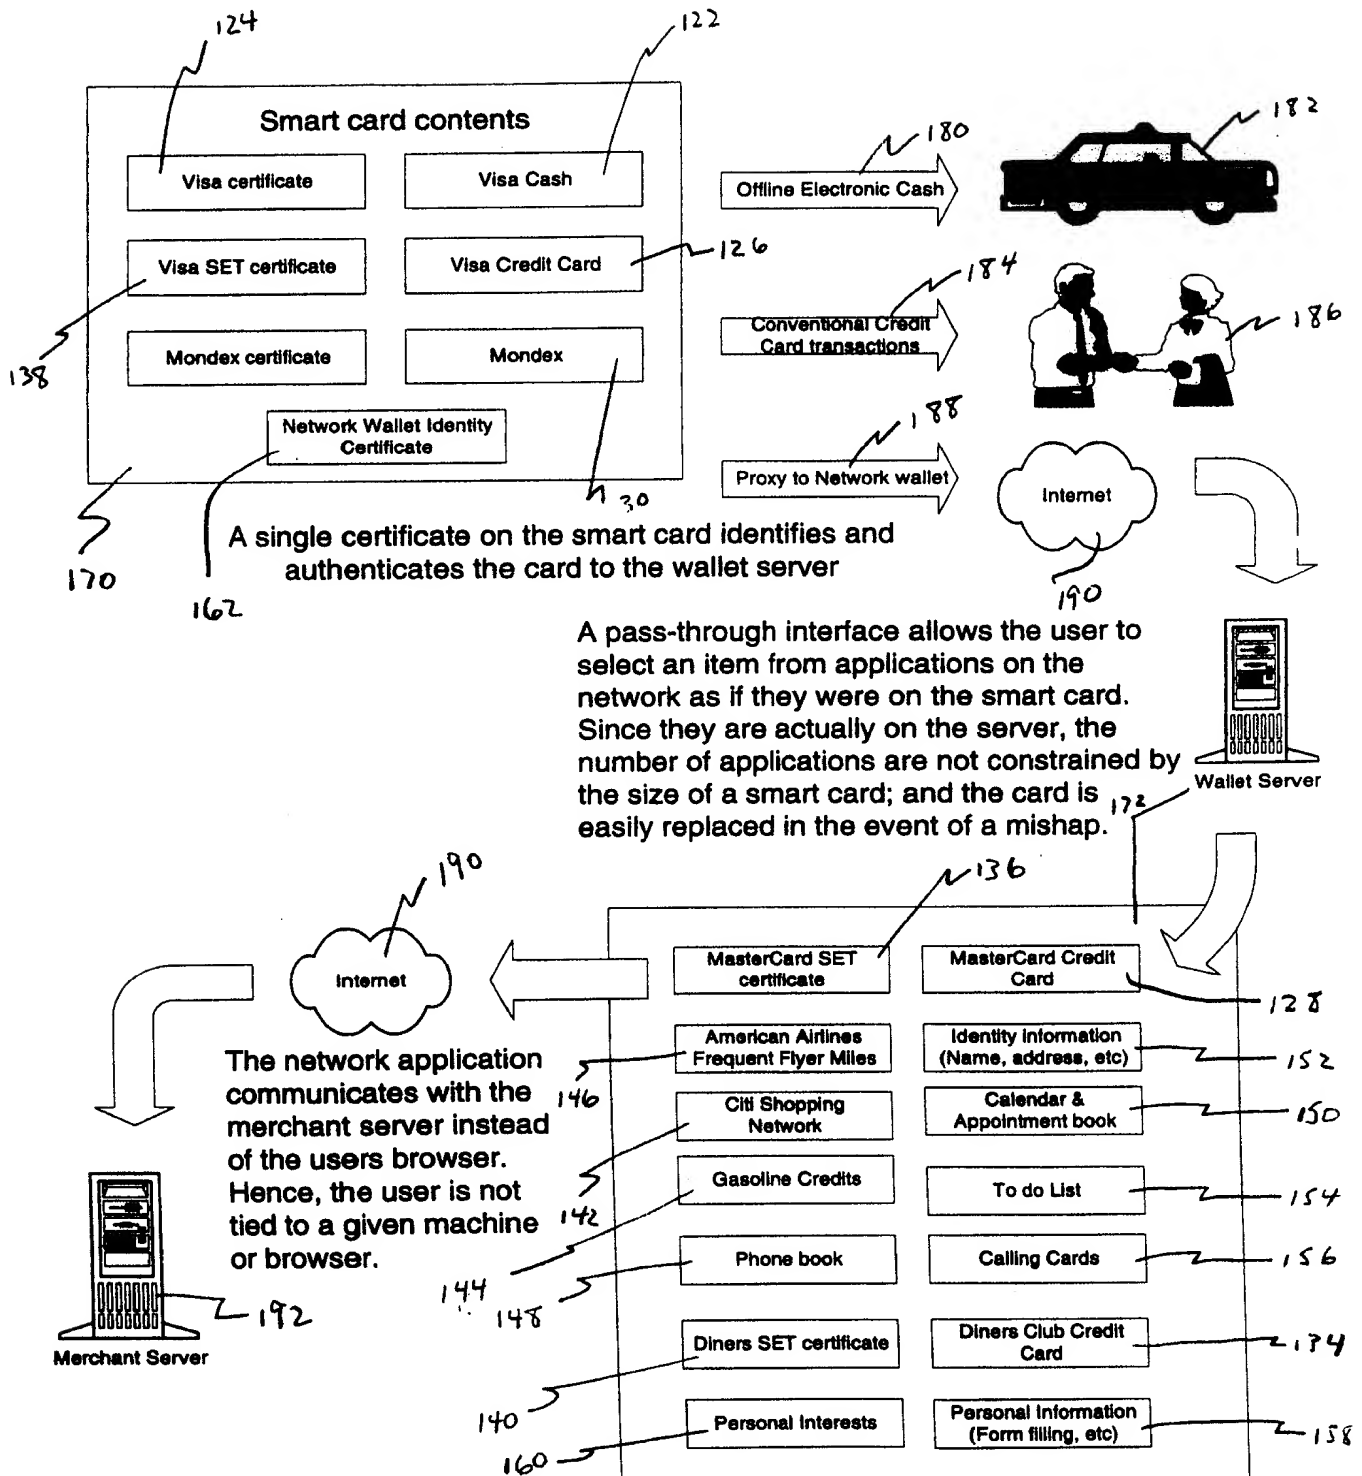 124
122
Smart card contents
Visa certificate
Visa Cash
180
Offline Electronic Cash
182
Visa SET certificate
Visa Credit Card
126
184
Conventional Credit
Card transactions
186
138
Mondex certificate
Mondex
188
Network Wallet Identity
Certificate
Proxy to Network wallet
Internet
30
170
162
190
A single certificate on the smart card identifies and
authenticates the card to the wallet server
A pass-through interface allows the user to
select an item from applications on the
network as if they were on the smart card.
Since they are actually on the server, the
number of applications are not constrained by
the size of a smart card; and the card is
easily replaced in the event of a mishap.
172
Wallet Server
190
Internet
136
MasterCard SET
certificate
MasterCard Credit
Card
128
American Airlines
Frequent Flyer Miles
146
Identity information
(Name, address, etc)
152
Citi Shopping
Network
142
Calendar &
Appointment book
150
Gasoline Credits
144
To do List
154
Phone book
148
Calling Cards
156
Diners SET certificate
140
Diners Club Credit
Card
134
Personal Interests
160
Personal Information
(Form filling, etc)
158
The network application
communicates with the
merchant server instead
of the users browser.
Hence, the user is not
tied to a given machine
or browser.
192
Merchant Server